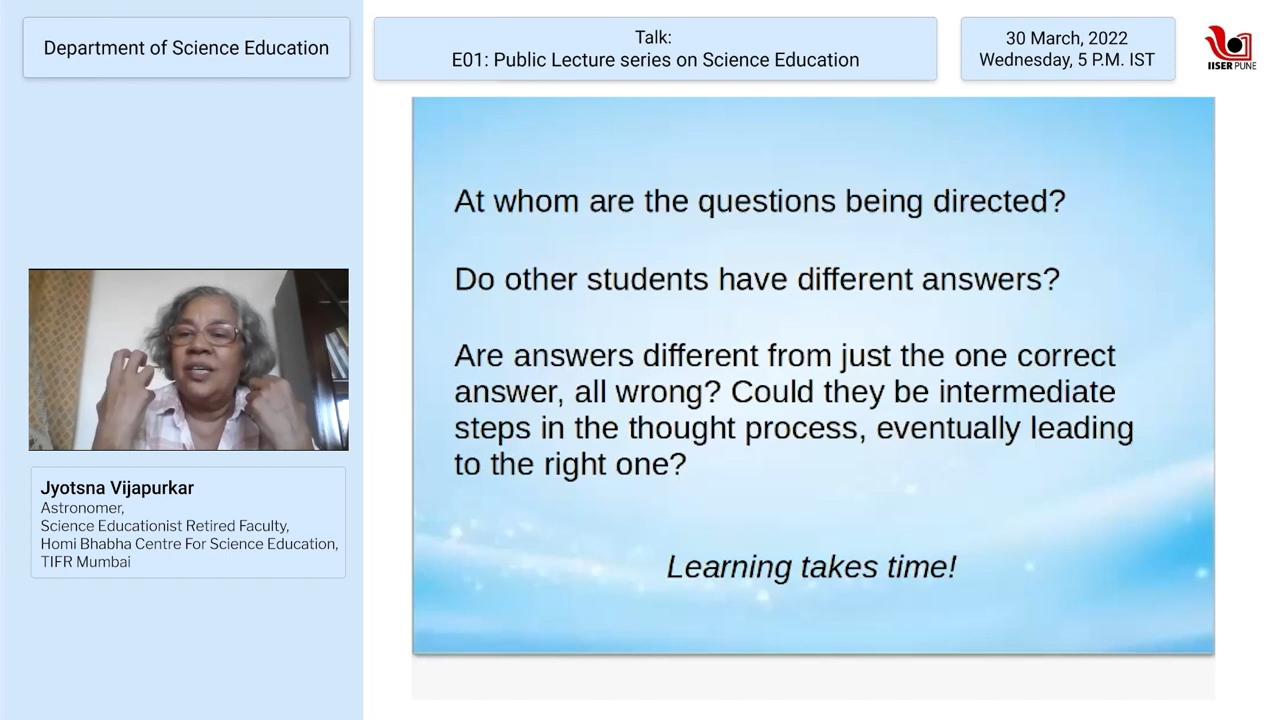 Department of Science Education
Talk:
E01: Public Lecture series on Science Education
30 March, 2022
Wednesday, 5 P.M. IST
IISER PUNE
At whom are the questions being directed?
Do other students have different answers?
Are answers different from just the one correct
answer, all wrong? Could they be intermediate
steps in the thought process, eventually leading
to the right one?
Learning takes time!
Jyotsna Vijapurkar
Astronomer,
Science Educationist Retired Faculty,
Homi Bhabha Centre For Science Education,
TIFR Mumbai